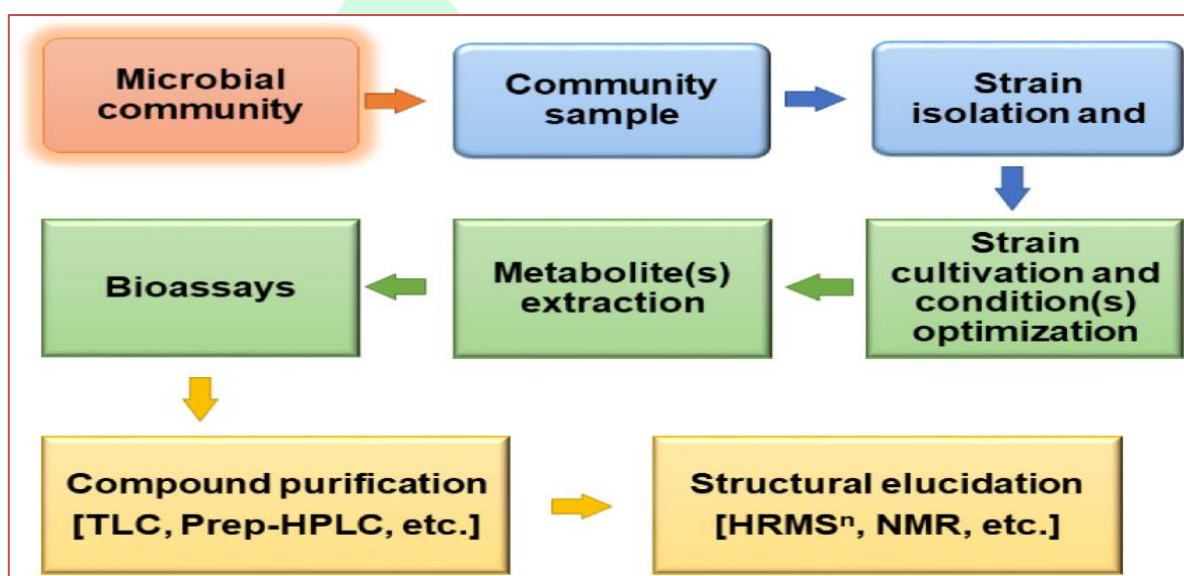 Microbial
community
Community
sample
Strain
isolation and
Strain
cultivation and
condition(s)
optimization
Metabolite(s)
extraction
Bioassays
Compound purification
[TLC, Prep-HPLC, etc.]
Structural elucidation
[HRMSⁿ, NMR, etc.]